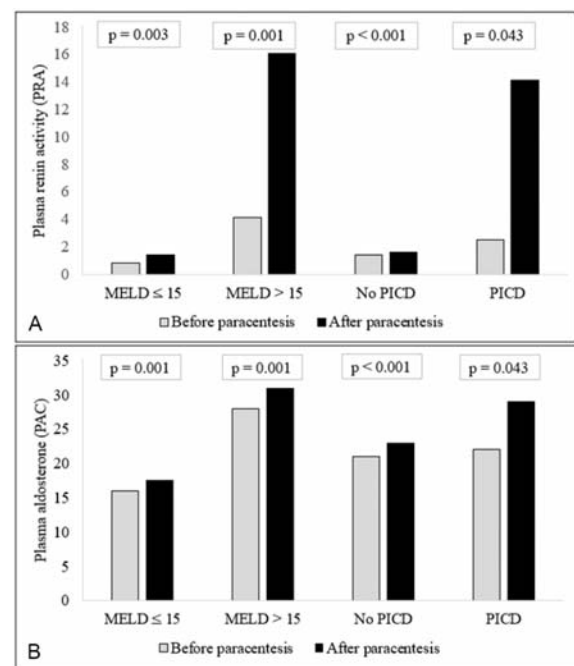 p = 0.003 p = 0.001 p < 0.001 p = 0.043
18
16
14
12
10
8
6
4
2
0
Plasna renin activity (PRA)
MELD ≤ 15 MELD > 15 No PICD PICD
Before paracentesis After paracentesis
A
p = 0.001 p = 0.001 p < 0.001 p = 0.043
35
30
25
20
15
10
5
0
Plasma aldosterone (PAC)
MELD ≤ 15 MELD > 15 No PICD PICD
Before paracentesis After paracentesis
B